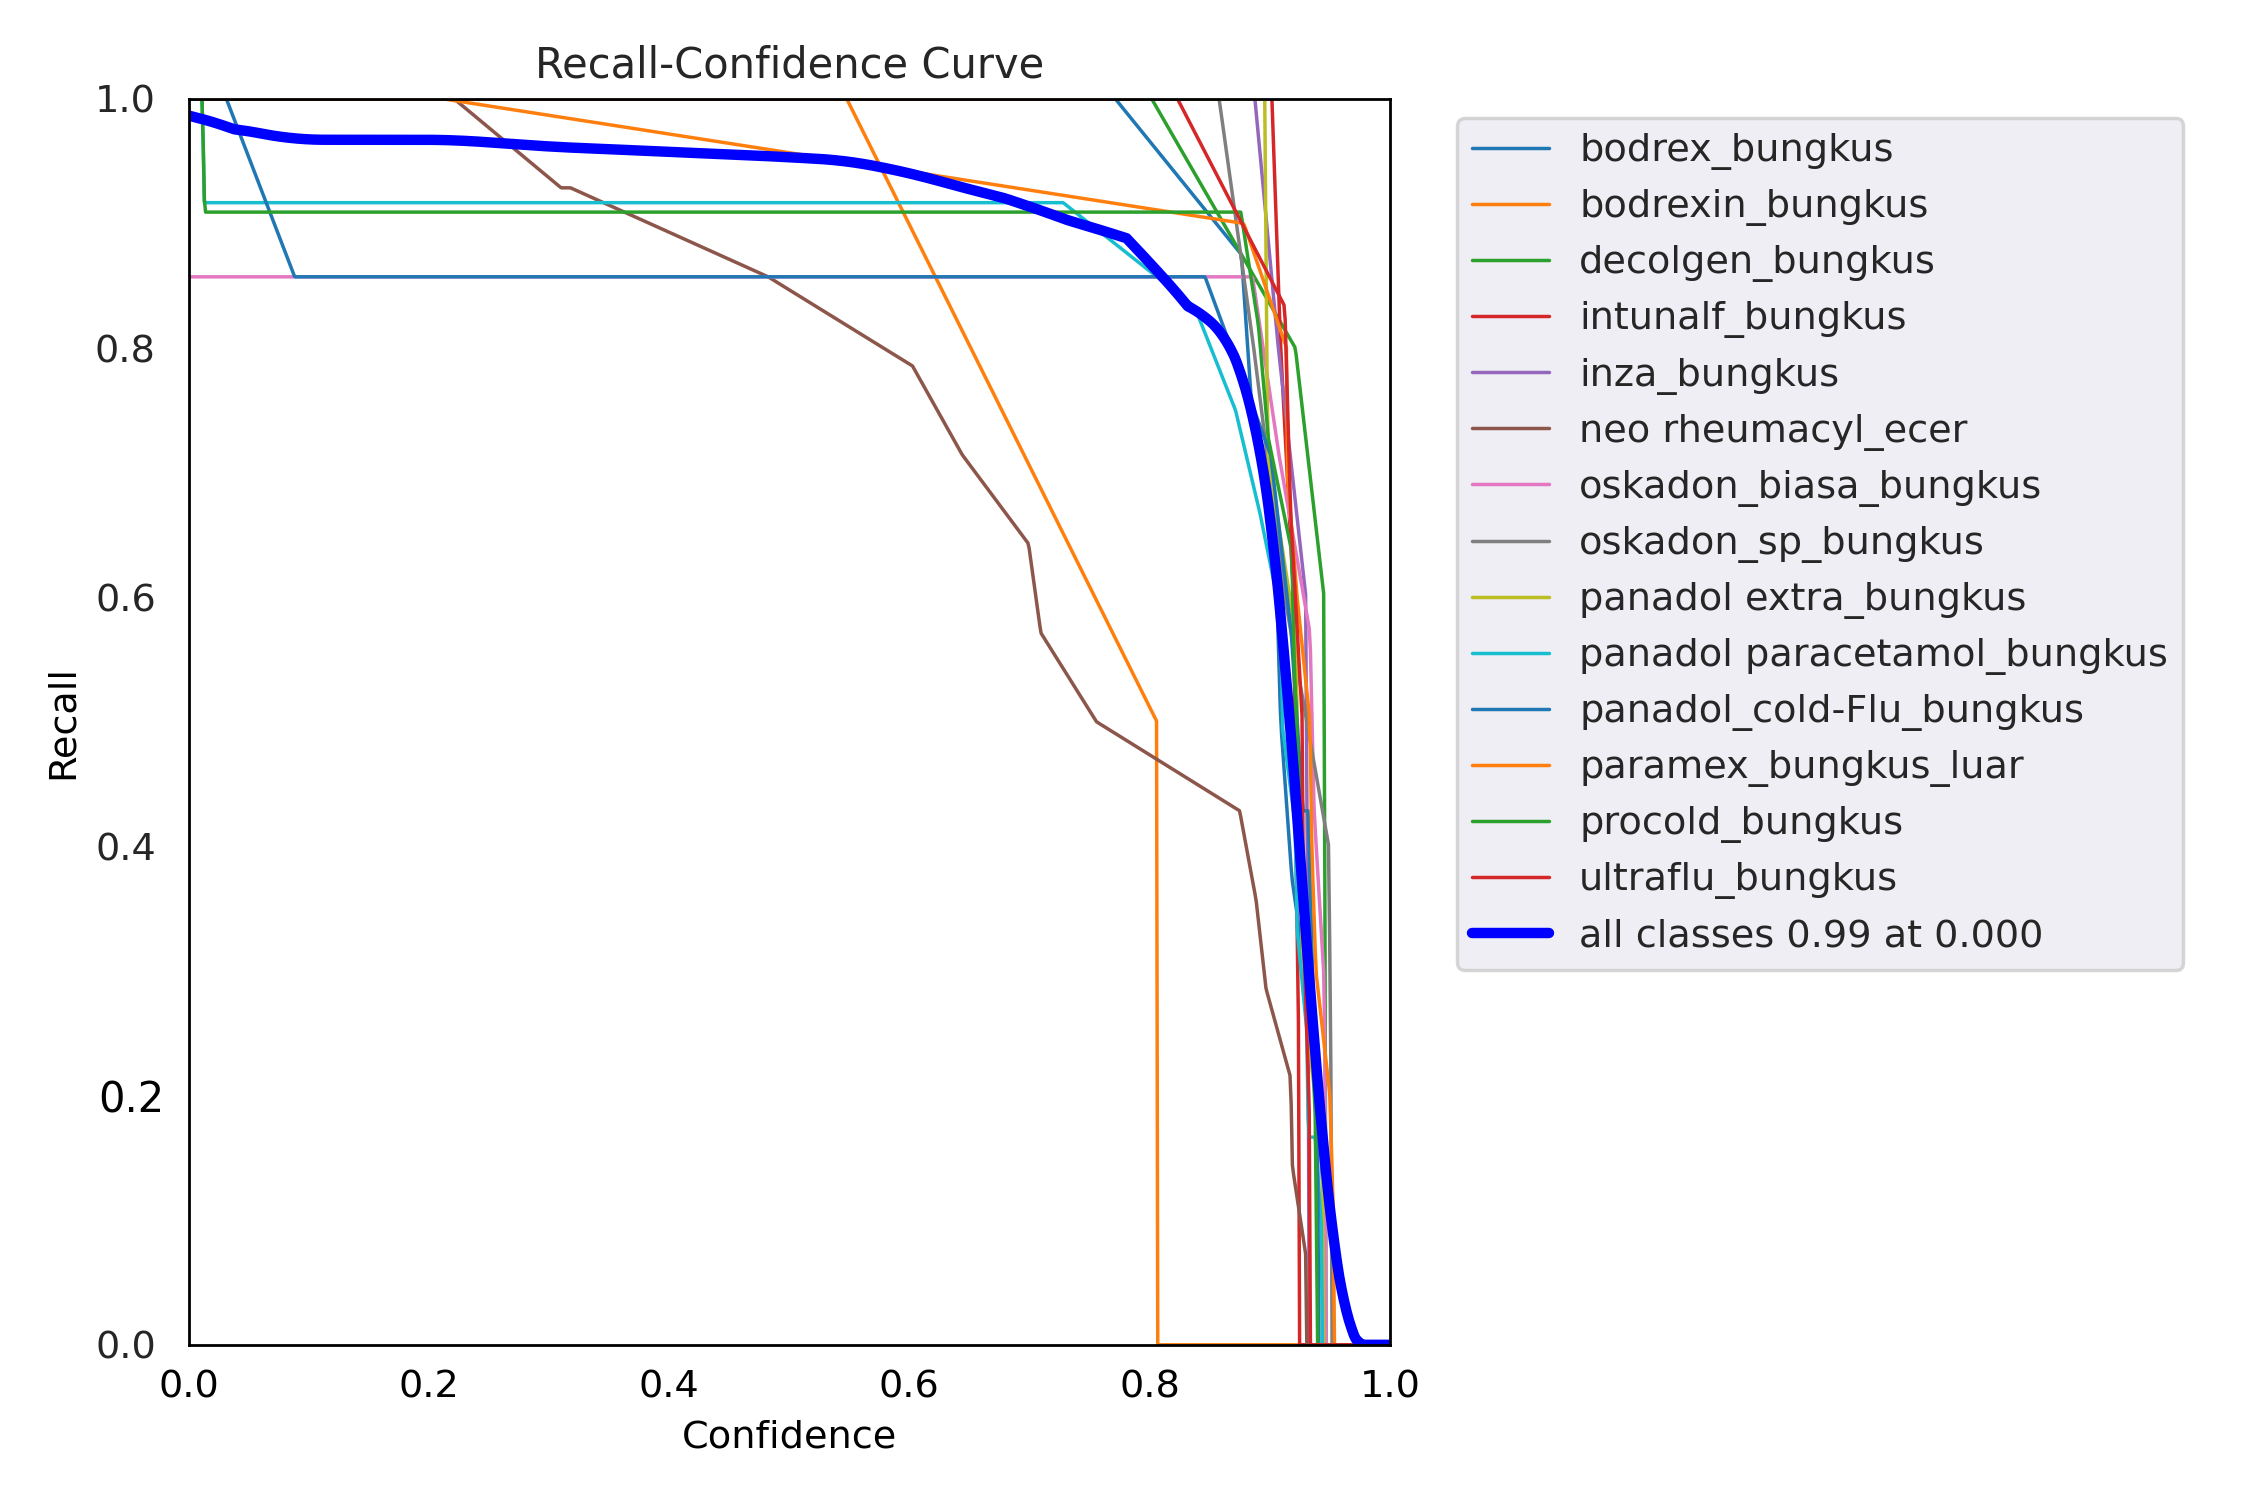 Recall-Confidence Curve
1.0
0.8
0.6
0.4
0.2
0.0
Recall
0.0 0.2 0.4 0.6 0.8 1.0
Confidence
bodrex_bungkus
bodrexin_bungkus
decolgen_bungkus
intunalf_bungkus
inza_bungkus
neo rheumacyl_ecer
oskadon_biasa_bungkus
oskadon_sp_bungkus
panadol extra_bungkus
panadol paracetamol_bungkus
panadol_cold-Flu_bungkus
paramex_bungkus_luar
procold_bungkus
ultraflu_bungkus
all classes 0.99 at 0.000